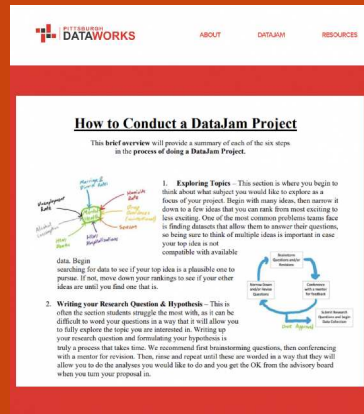 PITTSBURGH
DATAWORKS
ABOUT
DATAJAM
RESOURCES
How to Conduct a DataJam Project
This brief overview will provide a summary of each of the six steps
in the process of doing a DataJam Project.
1. Exploring Topics – This section is where you begin to
think about what subject you would like to explore as a
focus of your project. Begin with many ideas, then narrow it
down to a few ideas that you can rank from most exciting to
less exciting. One of the most common problems teams face
is finding datasets that allow them to answer their questions,
so being sure to think of multiple ideas is important in case
your top idea is not
compatible with available
data. Begin
searching for data to see if your top idea is a plausible one to
pursue. If not, move down your rankings to see if your other
ideas are until you find one that is.
Unemployment
Rate
Seniors
Brainstorm
Questions and/or
Revisions
Conference
with a mentor
for Feedback
Submit Research
Questions and begin
Data Collection
Narrow Down
and/or Revise
Questions
2. Writing your Research Question & Hypothesis – This is
often the section students struggle the most with, as it can be
difficult to word your questions in a way that it will allow you
to fully explore the topic you are interested in. Writing up
your research question and formulating your hypothesis is
truly a process that takes time. We recommend first brainstorming questions, then conferencing
with a mentor for revision. Then, rinse and repeat until these are worded in a way that they will
allow you to do the analyses you would like to do and you get the OK from the advisory board
when you turn your proposal in.